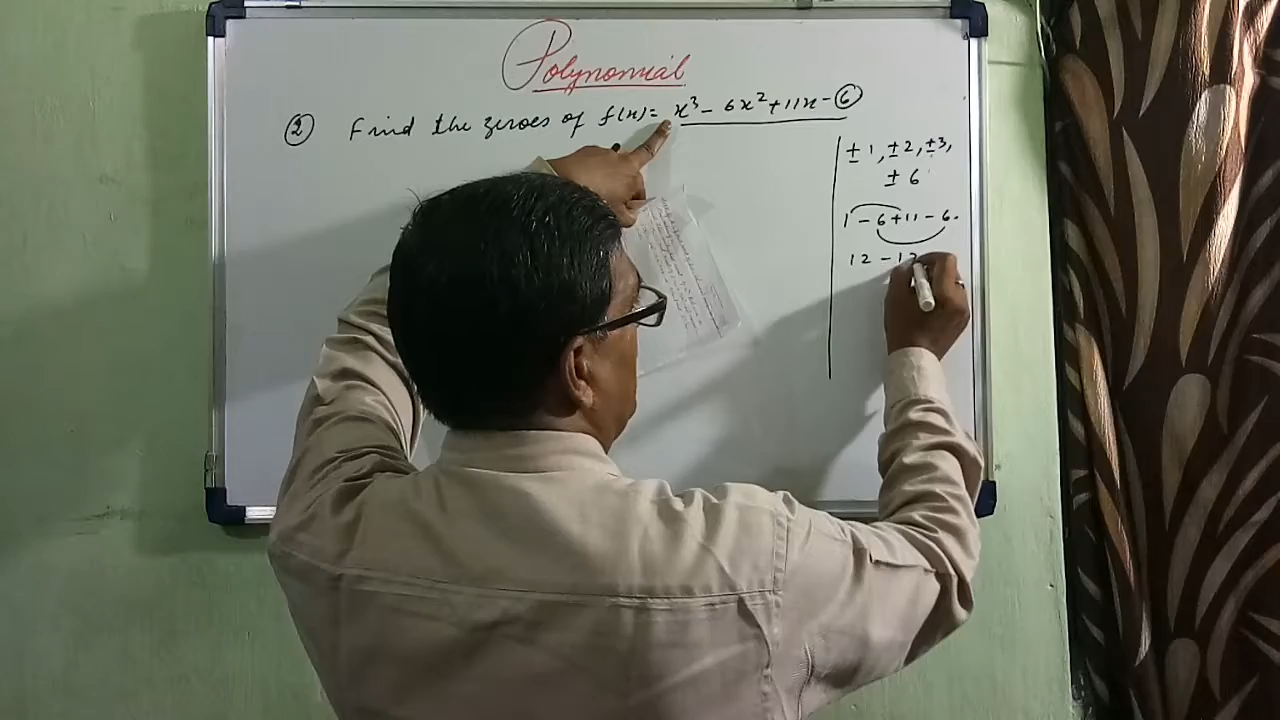 Polynomial
② Find the zeroes of f(x)= x³ - 6x² + 11x - ⑥
± 1, ± 2, ± 3,
± 6
1 - 6 + 11 - 6.
12 - 12